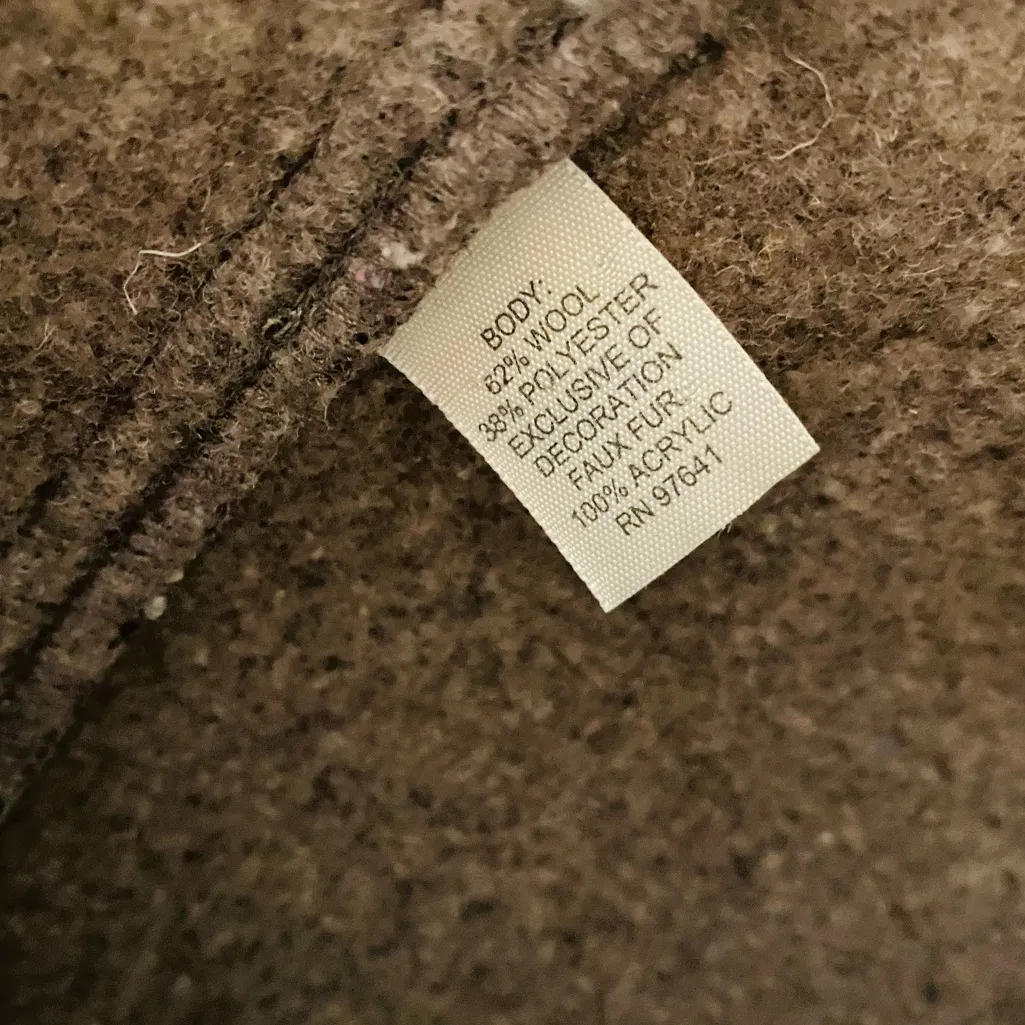 BODY:
62% WOOL
38% POLYESTER
EXCLUSIVE OF
DECORATION
FAUX FUR:
100% ACRYLIC
RN 97641